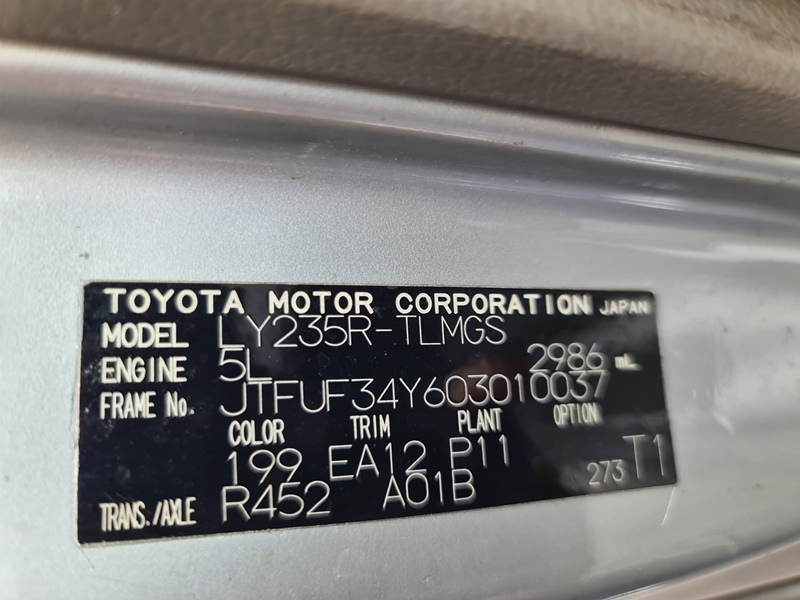 TOYOTA MOTOR CORPORATION JAPAN
MODEL LY235R-TLMGS
ENGINE 5L 2986 mL
FRAME No. JTFUF34Y603010037
COLOR TRIM PLANT OPTION
199 EA12 P11 273 T1
TRANS./AXLE R452 A01B